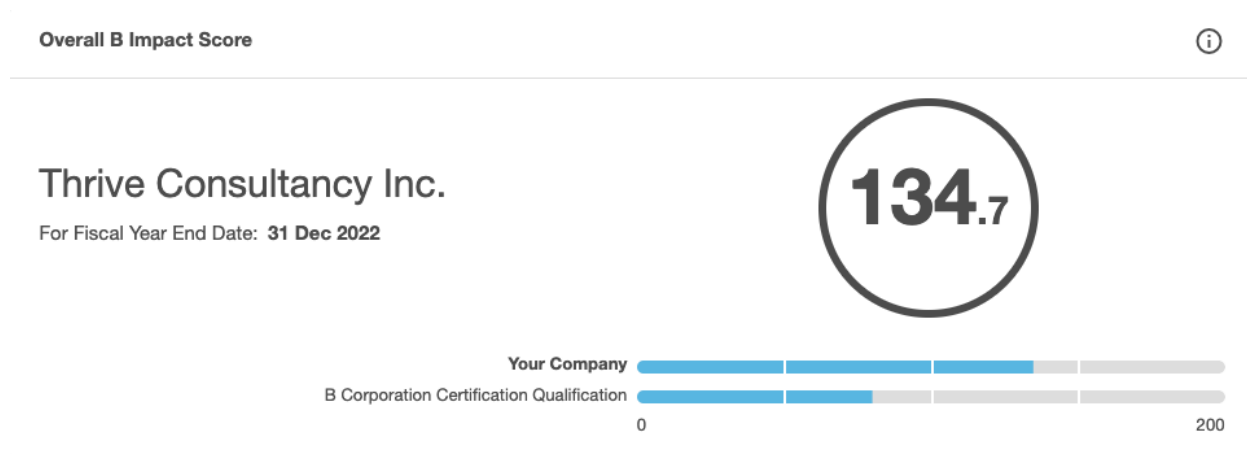 Overall B Impact Score
Thrive Consultancy Inc.
For Fiscal Year End Date: 31 Dec 2022
134.7
Your Company
B Corporation Certification Qualification
0 200